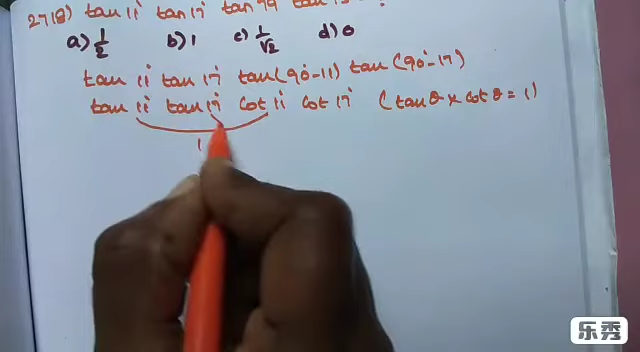 27(8) tan 11° tan 17° tan 79
a) 1/2 b) 1 c) 1/√2 d) 0
tan 11° tan 17° tan(90°-11) tan(90°-17)
tan 11° tan 17° cot 11° cot 17° (tanθ x cotθ = 1)
1
乐秀